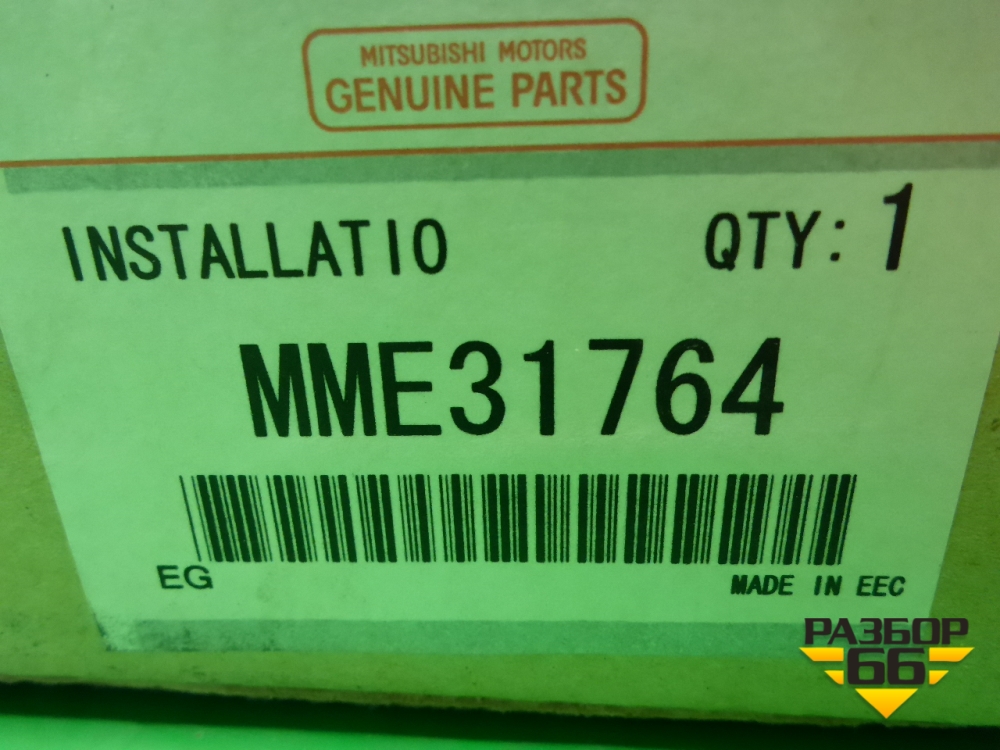 MITSUBISHI MOTORS
GENUINE PARTS
INSTALLATIO QTY: 1
MME31764
EG MADE IN EEC
РАЗБОР
66